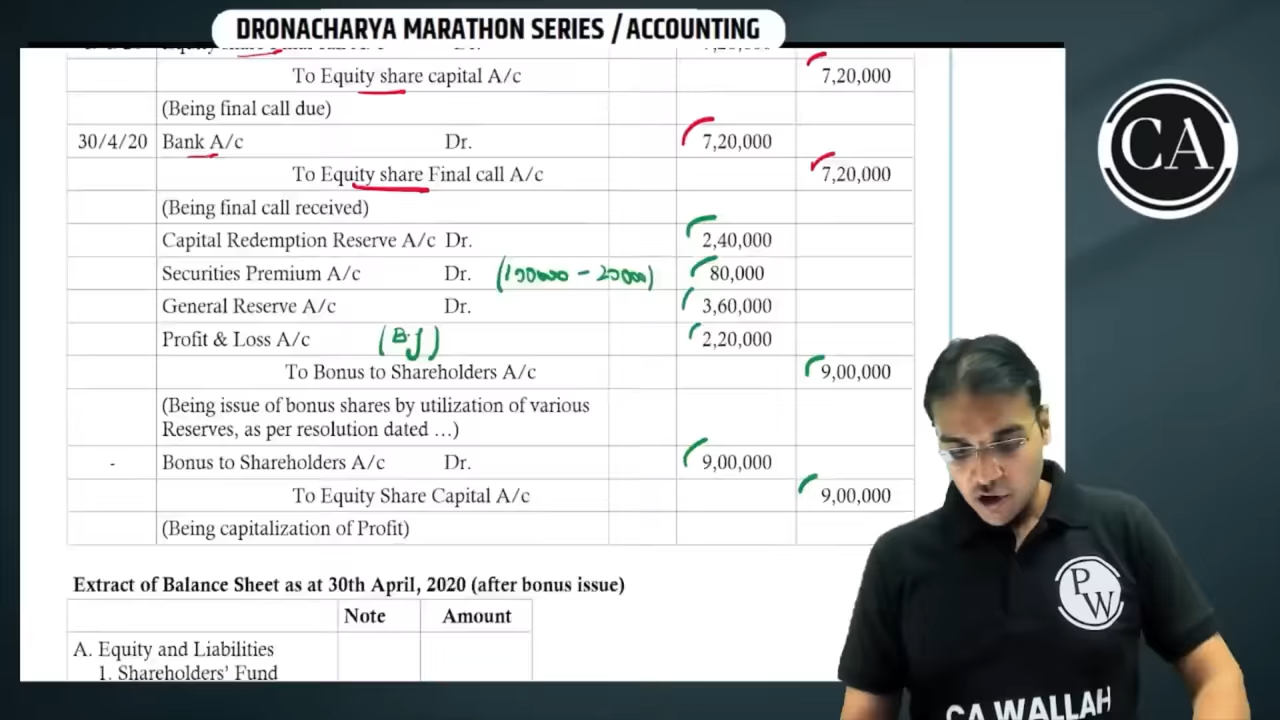 DRONACHARYA MARATHON SERIES / ACCOUNTING
To Equity share capital A/c 7,20,000
(Being final call due)
30/4/20 Bank A/c Dr. 7,20,000
To Equity share Final call A/c 7,20,000
(Being final call received)
Capital Redemption Reserve A/c Dr. 2,40,000
Securities Premium A/c Dr. (100000 - 20000) 80,000
General Reserve A/c Dr. 3,60,000
Profit & Loss A/c (B.f) 2,20,000
To Bonus to Shareholders A/c 9,00,000
(Being issue of bonus shares by utilization of various
Reserves, as per resolution dated …)
- Bonus to Shareholders A/c Dr. 9,00,000
To Equity Share Capital A/c 9,00,000
(Being capitalization of Profit)
Extract of Balance Sheet as at 30th April, 2020 (after bonus issue)
Note Amount
A. Equity and Liabilities
1. Shareholders' Fund
CA
PW
CA WALLAH